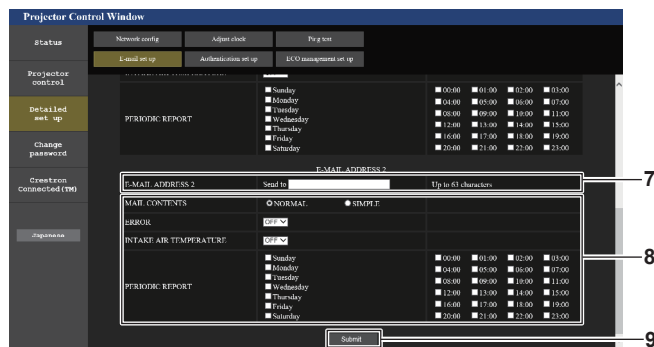 Projector Control Window
Status
Network config
Adjust clock
Ping test
E-mail set up
Authentication set up
ECO management set up
Projector control
Detailed set up
Change password
Crestron Connected(TM)
Japanese
PERIODIC REPORT
Sunday
Monday
Tuesday
Wednesday
Thursday
Friday
Saturday
00:00 01:00 02:00 03:00
04:00 05:00 06:00 07:00
08:00 09:00 10:00 11:00
12:00 13:00 14:00 15:00
16:00 17:00 18:00 19:00
20:00 21:00 22:00 23:00
E-MAIL ADDRESS 2
E-MAIL ADDRESS 2 Send to Up to 63 characters
7
MAIL CONTENTS NORMAL SIMPLE
ERROR OFF
INTAKE AIR TEMPERATURE OFF
8
PERIODIC REPORT
Sunday
Monday
Tuesday
Wednesday
Thursday
Friday
Saturday
00:00 01:00 02:00 03:00
04:00 05:00 06:00 07:00
08:00 09:00 10:00 11:00
12:00 13:00 14:00 15:00
16:00 17:00 18:00 19:00
20:00 21:00 22:00 23:00
Submit
9